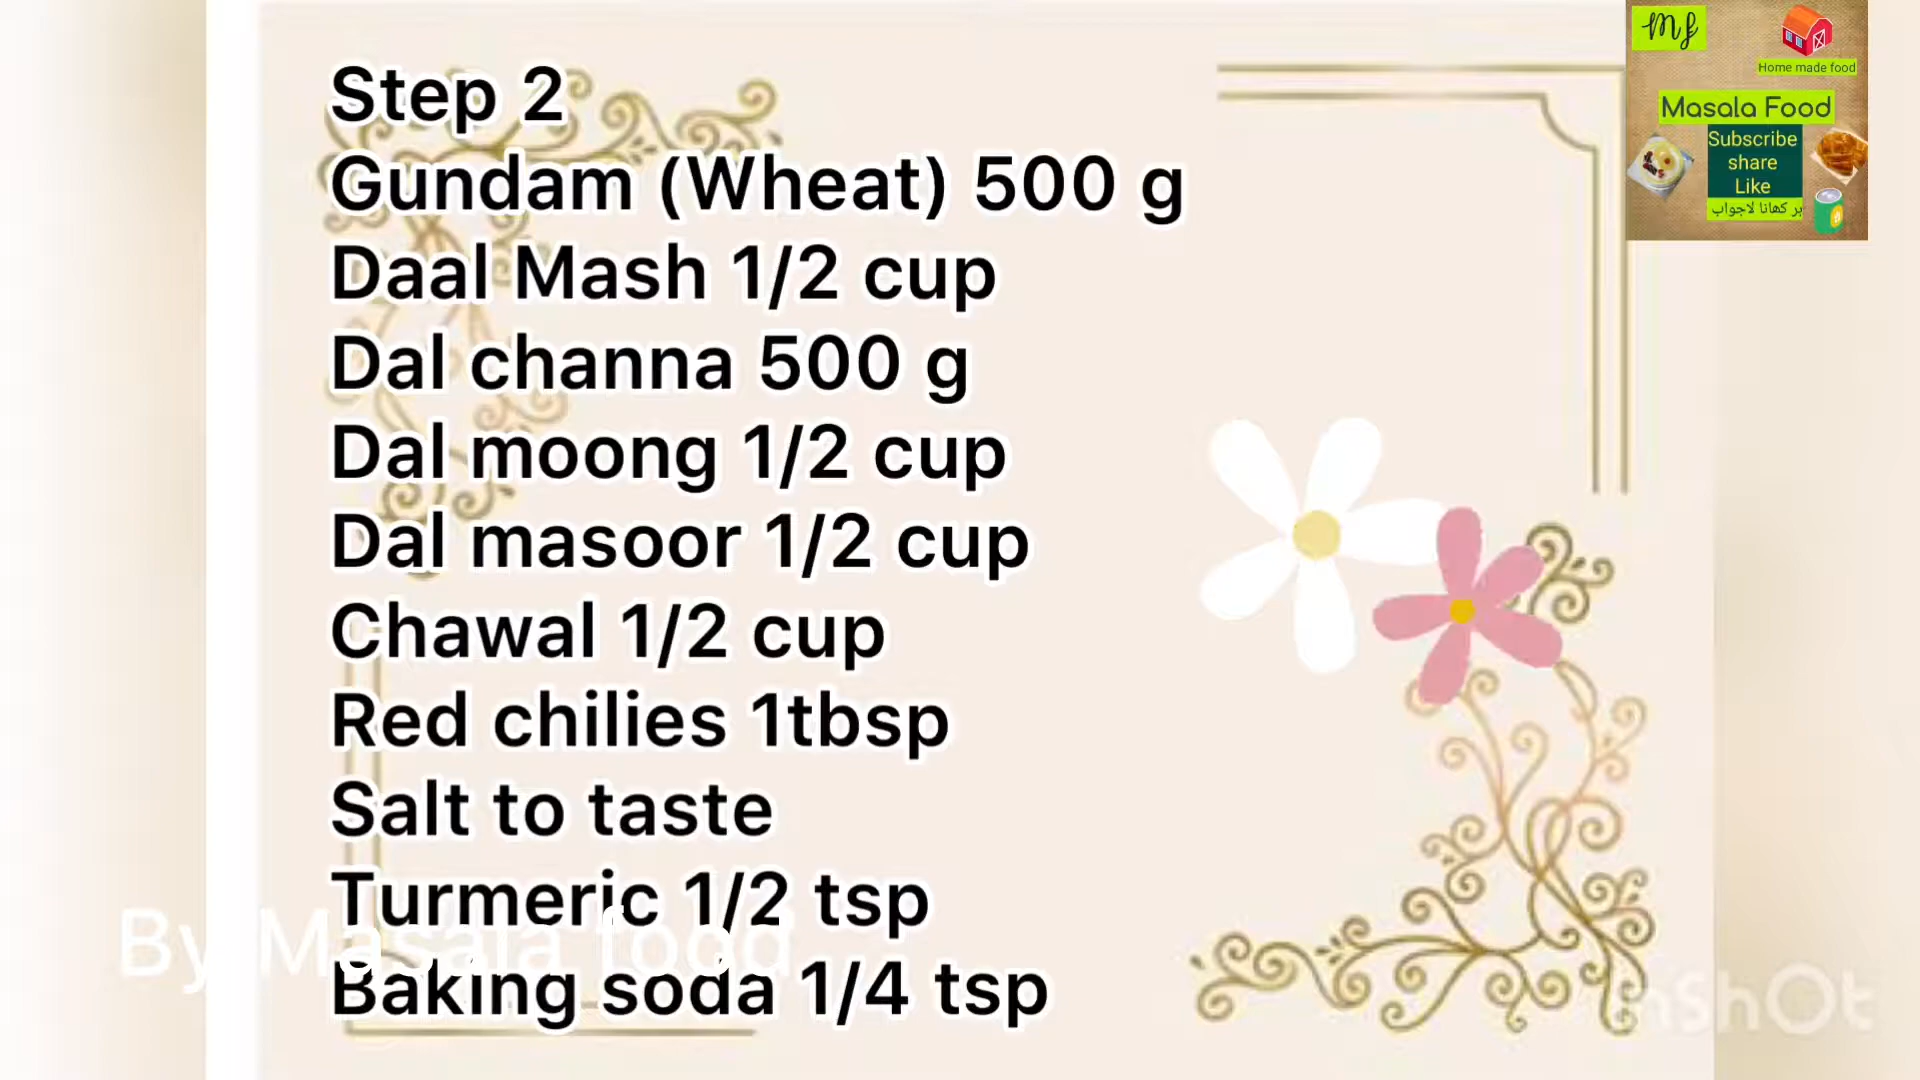 Step 2
Gundam (Wheat) 500 g
Daal Mash 1/2 cup
Dal channa 500 g
Dal moong 1/2 cup
Dal masoor 1/2 cup
Chawal 1/2 cup
Red chilies 1tbsp
Salt to taste
Turmeric 1/2 tsp
Baking soda 1/4 tsp
By Masala food
Mf
Home made food
Masala Food
Subscribe
share
Like
ہر کھانا لاجواب
InShOt